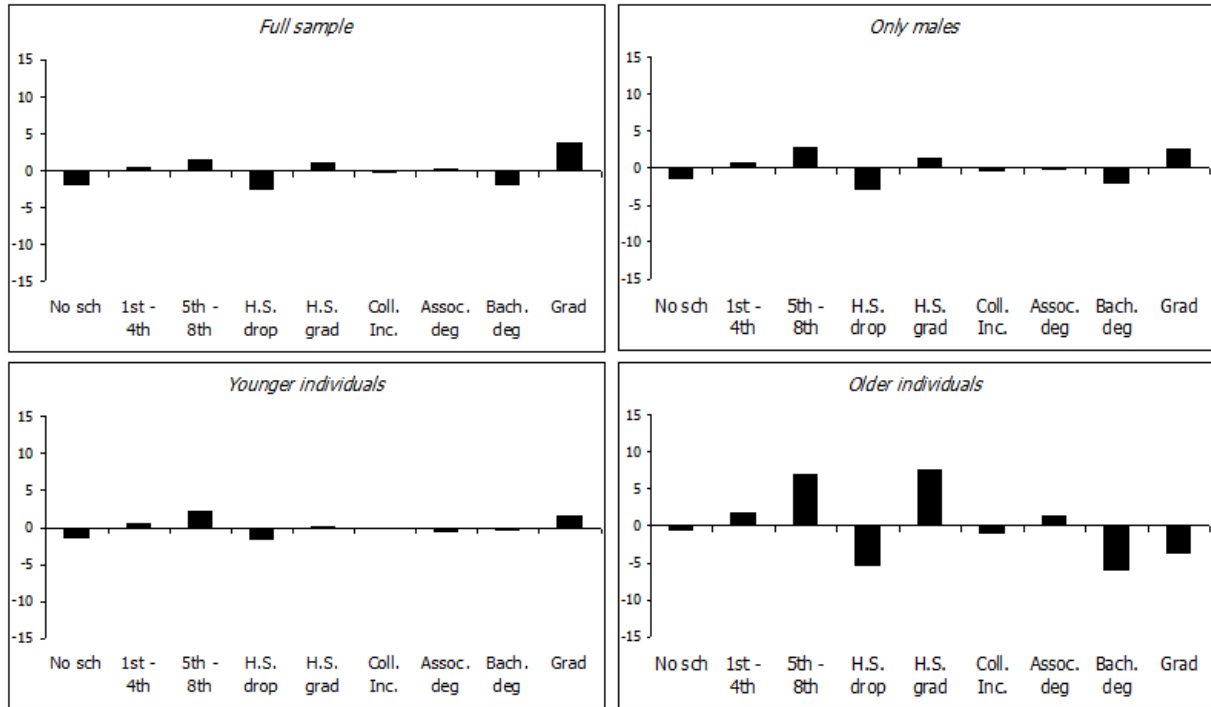 Full sample
15
10
5
0
-5
-10
-15
No sch 1st - 5th - H.S. H.S. Coll. Assoc. Bach. Grad
4th 8th drop grad Inc. deg deg
Only males
15
10
5
0
-5
-10
-15
No sch 1st - 5th - H.S. H.S. Coll. Assoc. Bach. Grad
4th 8th drop grad Inc. deg deg
Younger individuals
15
10
5
0
-5
-10
-15
No sch 1st - 5th - H.S. H.S. Coll. Assoc. Bach. Grad
4th 8th drop grad Inc. deg deg
Older individuals
15
10
5
0
-5
-10
-15
No sch 1st - 5th - H.S. H.S. Coll. Assoc. Bach. Grad
4th 8th drop grad Inc. deg deg